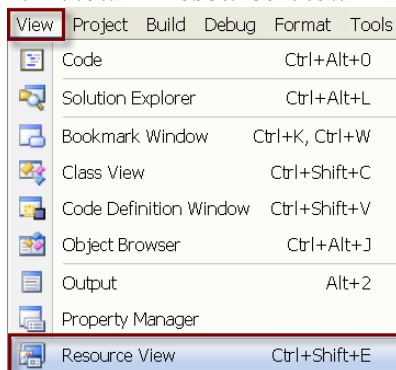 View Project Build Debug Format Tools
Code Ctrl+Alt+0
Solution Explorer Ctrl+Alt+L
Bookmark Window Ctrl+K, Ctrl+W
Class View Ctrl+Shift+C
Code Definition Window Ctrl+Shift+V
Object Browser Ctrl+Alt+J
Output Alt+2
Property Manager
Resource View Ctrl+Shift+E